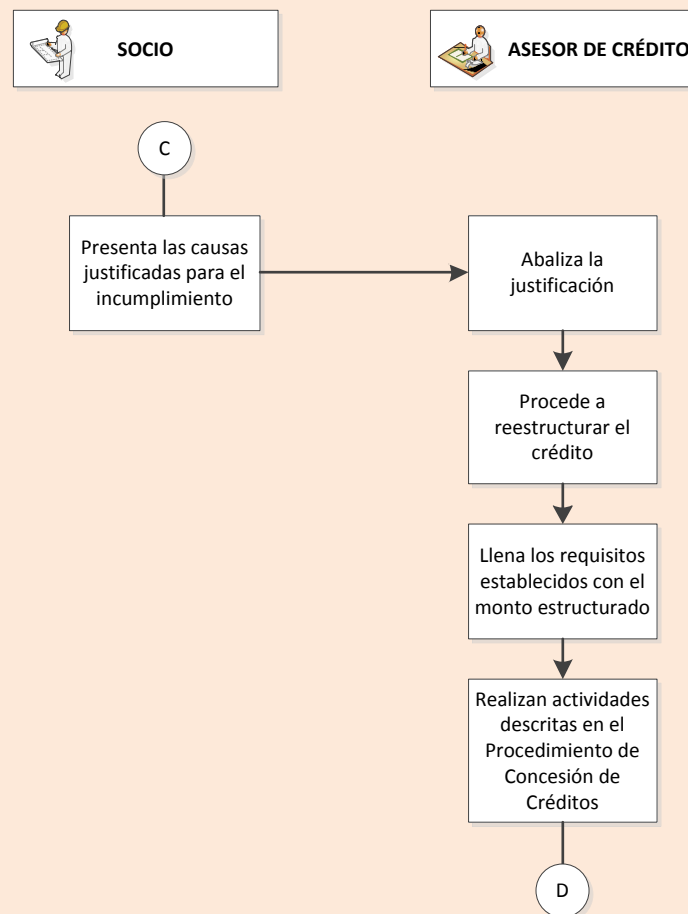 SOCIO
ASESOR DE CRÉDITO
C
Presenta las causas
justificadas para el
incumplimiento
Abaliza la
justificación
Procede a
reestructurar el
crédito
Llena los requisitos
establecidos con el
monto estructurado
Realizan actividades
descritas en el
Procedimiento de
Concesión de
Créditos
D